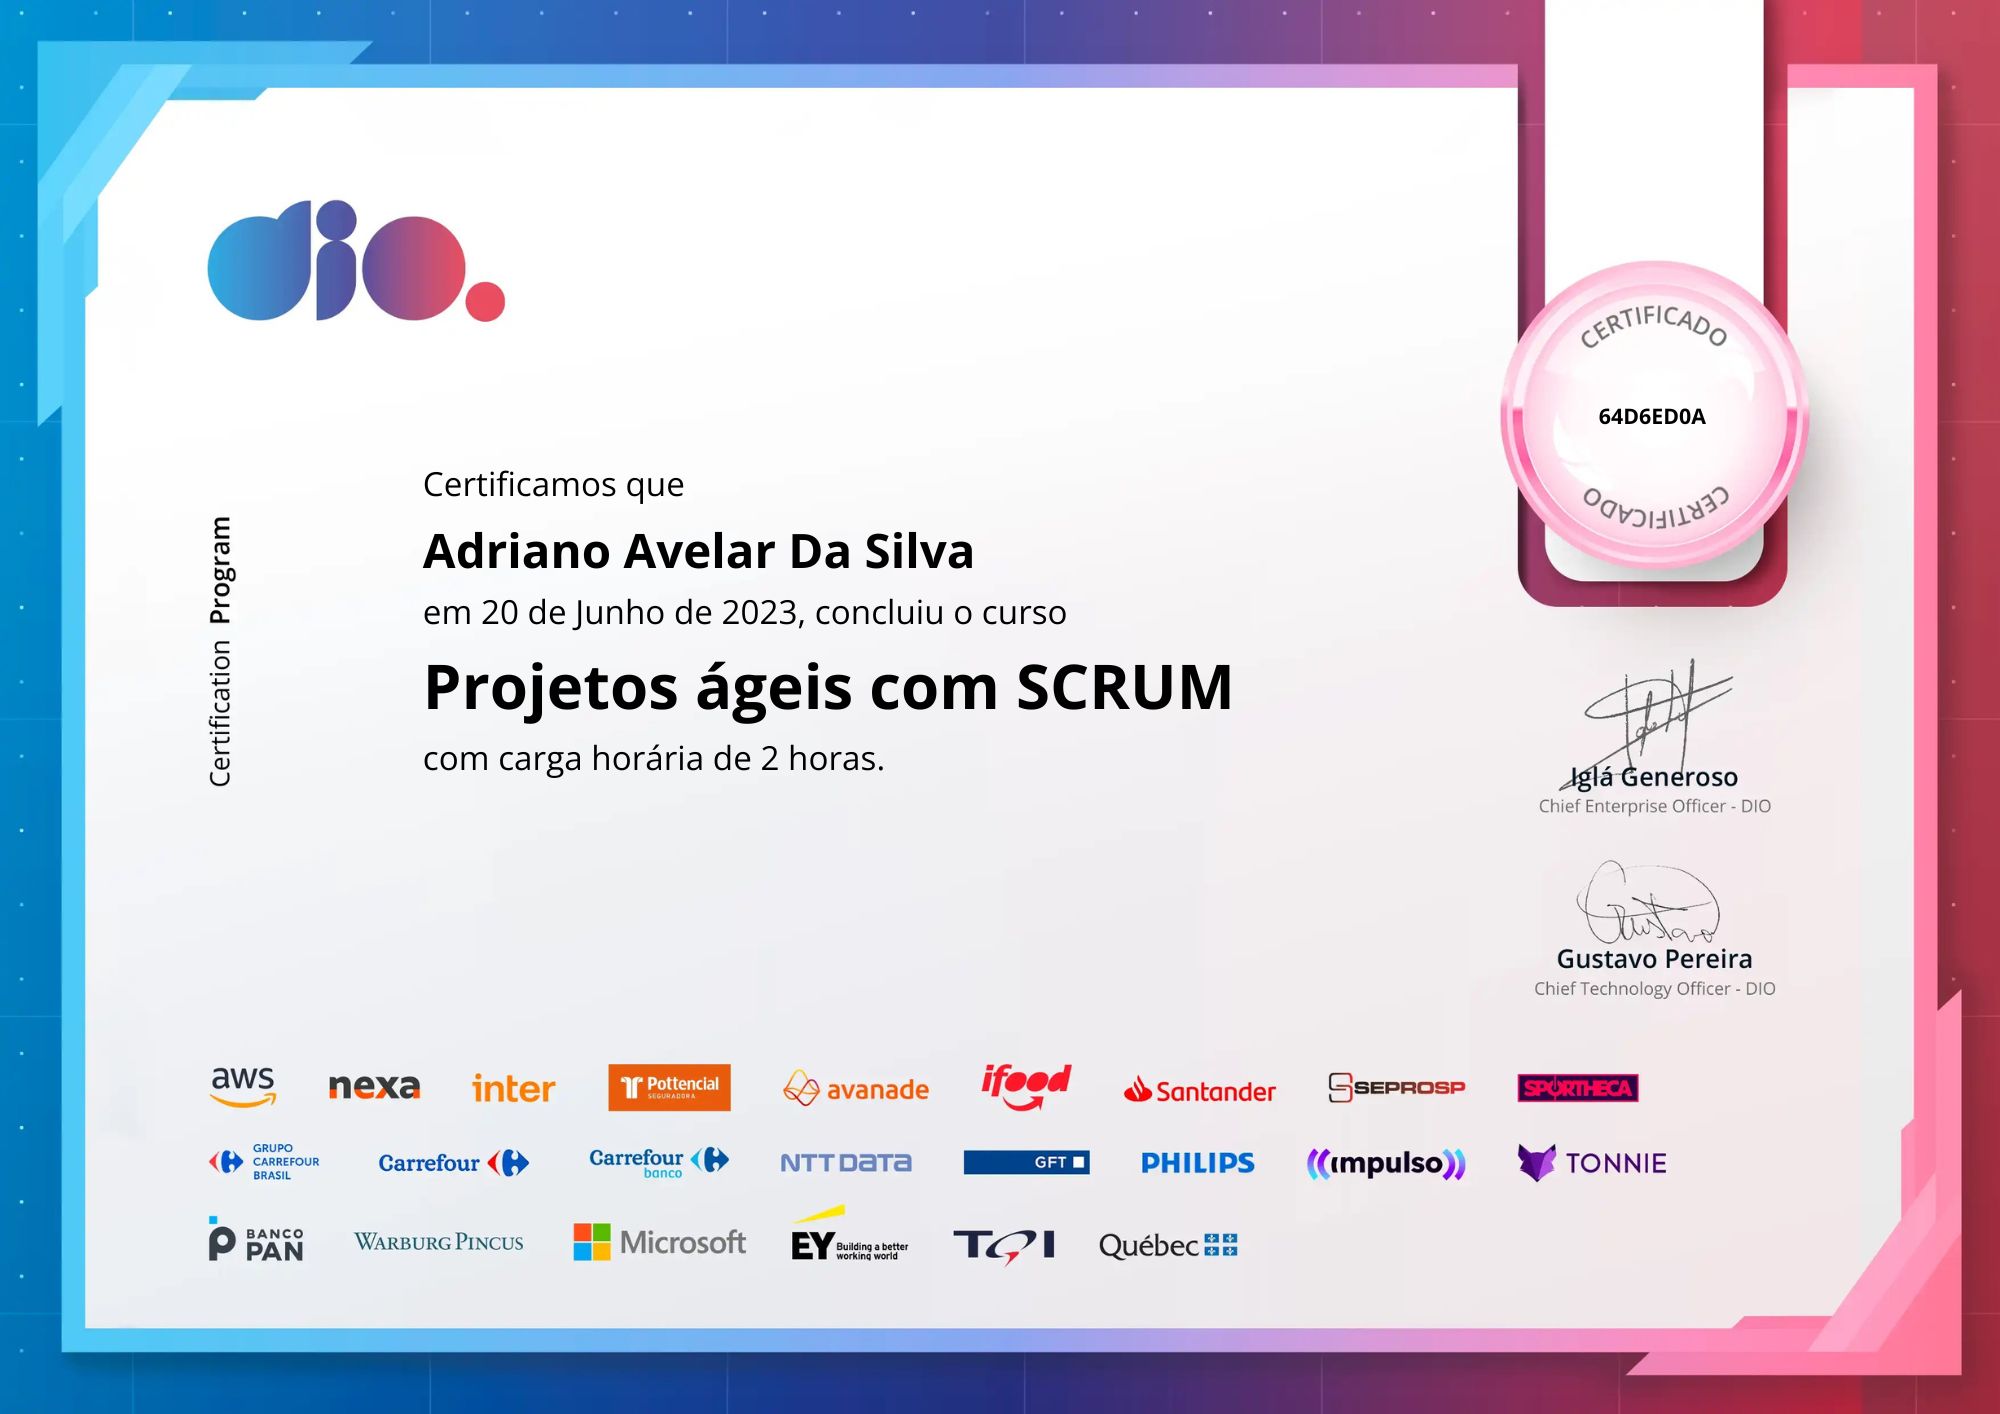 dio.
CERTIFICADO
64D6ED0A
CERTIFICADO
Certification Program
Certificamos que
Adriano Avelar Da Silva
em 20 de Junho de 2023, concluiu o curso
Projetos ágeis com SCRUM
com carga horária de 2 horas.
Iglá Generoso
Chief Enterprise Officer - DIO
Gustavo
Gustavo Pereira
Chief Technology Officer - DIO
aws nexa inter Pottencial SEGURADORA avanade ifood Santander SEPROSP SPORTHECA
GRUPO CARREFOUR BRASIL Carrefour Carrefour banco NTT DATA GFT PHILIPS impulso TONNIE
BANCO PAN WARBURG PINCUS Microsoft EY Building a better working world TQI Québec